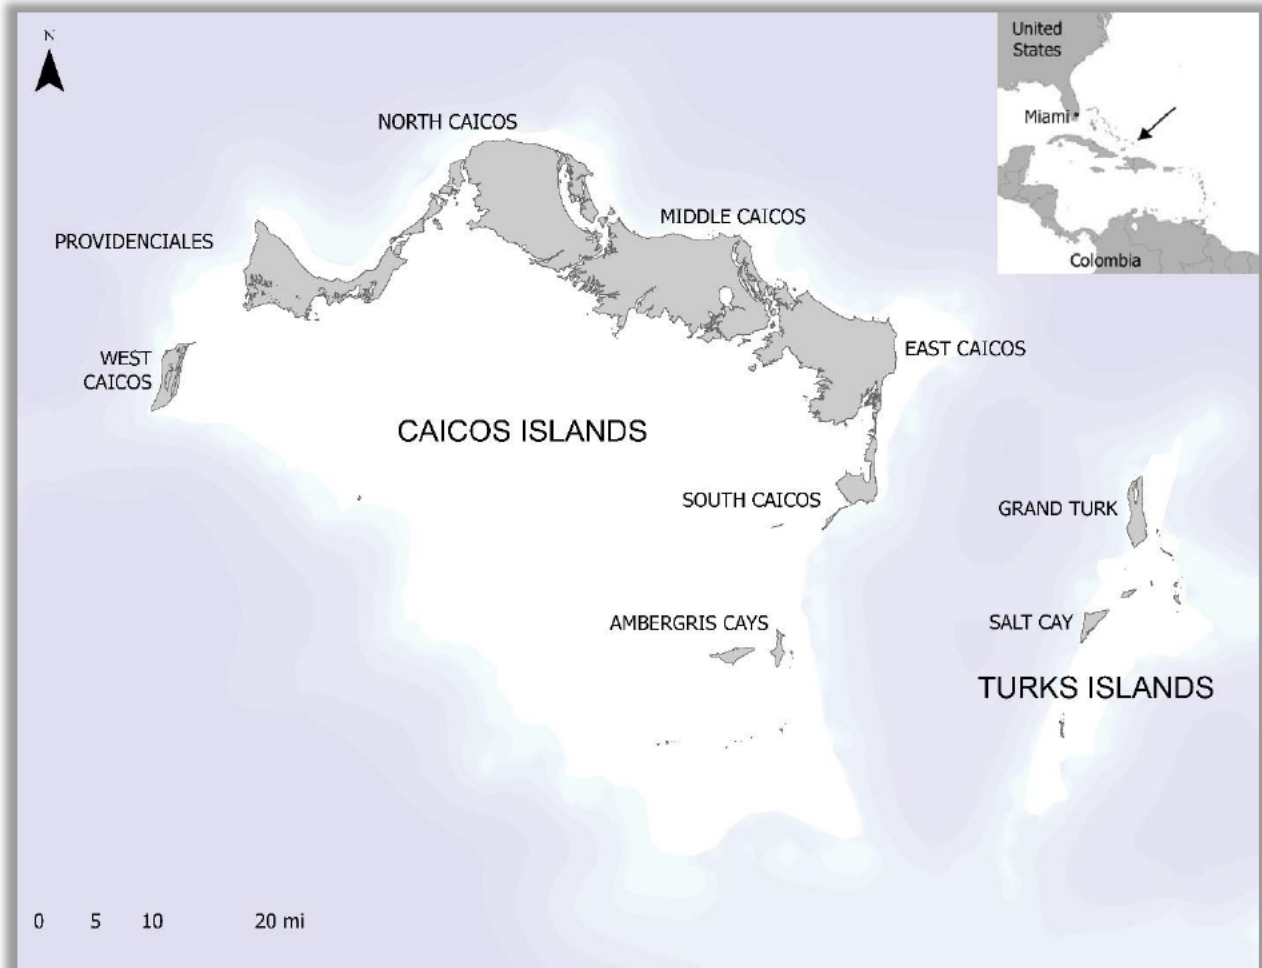 N
United
States
Miami
Colombia
NORTH CAICOS
MIDDLE CAICOS
PROVIDENCIALES
WEST
CAICOS
EAST CAICOS
CAICOS ISLANDS
SOUTH CAICOS
GRAND TURK
AMBERGRIS CAYS
SALT CAY
TURKS ISLANDS
0 5 10 20 mi